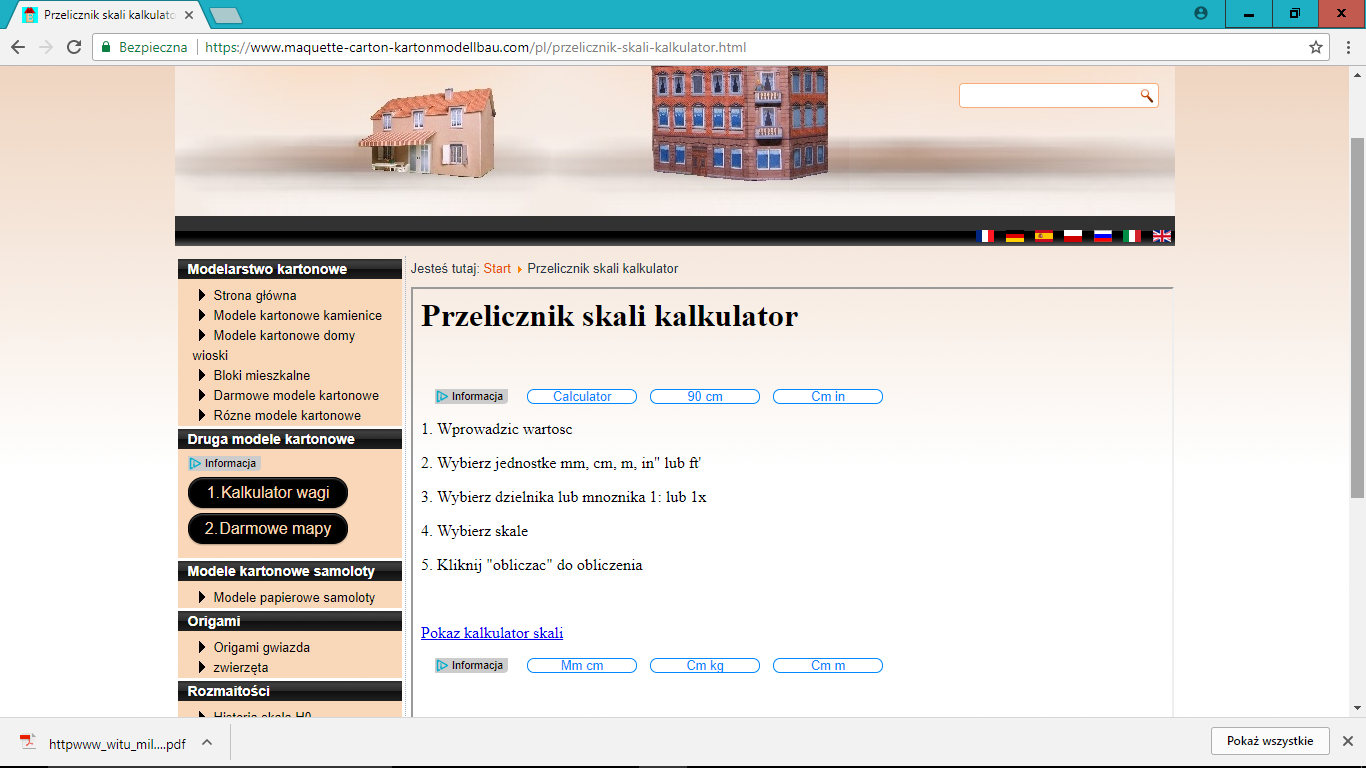 Przelicznik skali kalkulato
Bezpieczna
https://www.maquette-carton-kartonmodellbau.com/pl/przelicznik-skali-kalkulator.html
Jesteś tutaj: Start Przelicznik skali kalkulator
Modelarstwo kartonowe
Strona główna
Modele kartonowe kamienice
Modele kartonowe domy
wioski
Bloki mieszkalne
Darmowe modele kartonowe
Rózne modele kartonowe
Druga modele kartonowe
Informacja
1.Kalkulator wagi
2.Darmowe mapy
Modele kartonowe samoloty
Modele papierowe samoloty
Origami
Origami gwiazda
zwierzęta
Rozmaitości
Historia skala H0
Przelicznik skali kalkulator
Informacja Calculator 90 cm Cm in
1. Wprowadzic wartosc
2. Wybierz jednostke mm, cm, m, in" lub ft'
3. Wybierz dzielnika lub mnoznika 1: lub 1x
4. Wybierz skale
5. Kliknij "obliczac" do obliczenia
Pokaz kalkulator skali
Informacja Mm cm Cm kg Cm m
httpwww_witu_mil....pdf
Pokaż wszystkie